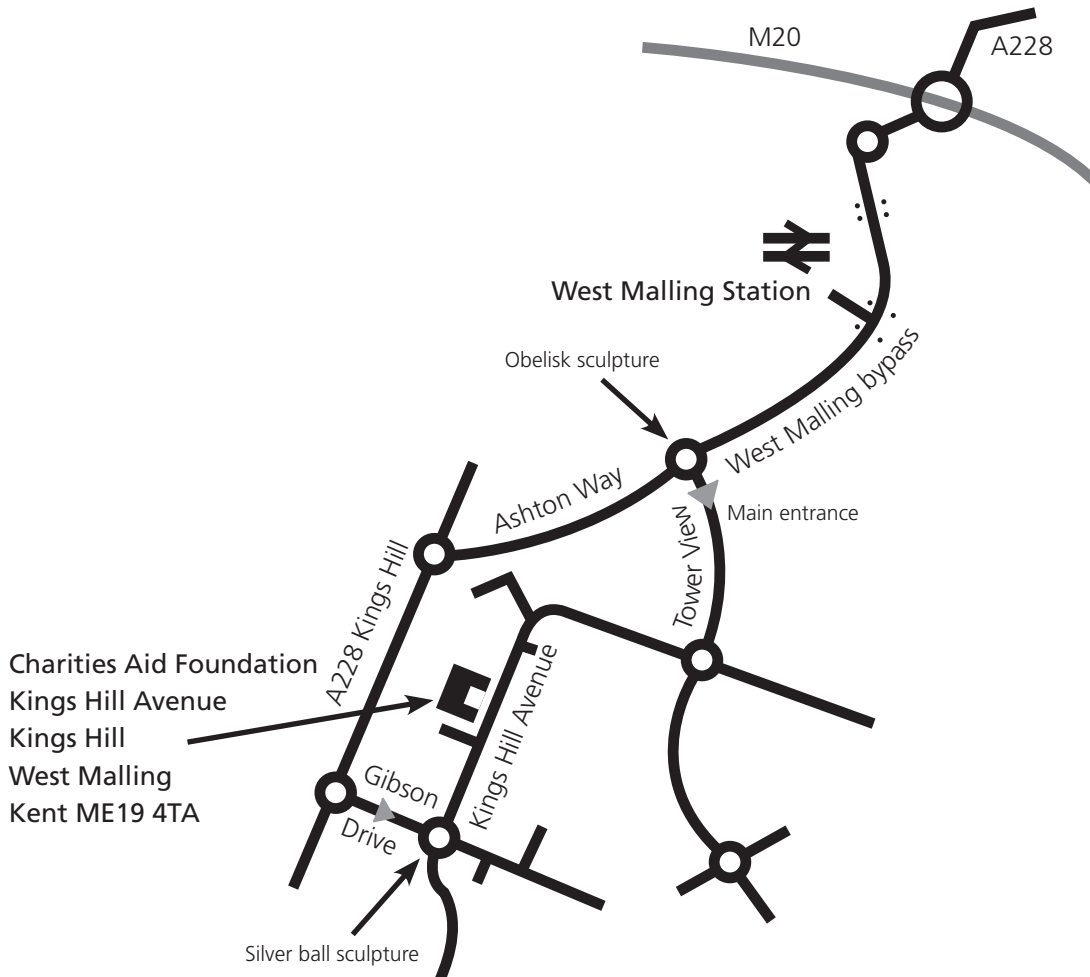 M20
A228
West Malling Station
Obelisk sculpture
West Malling bypass
Ashton Way
Main entrance
Tower View
A228 Kings Hill
Charities Aid Foundation
Kings Hill Avenue
Kings Hill
West Malling
Kent ME19 4TA
Kings Hill Avenue
Gibson
Drive
Silver ball sculpture